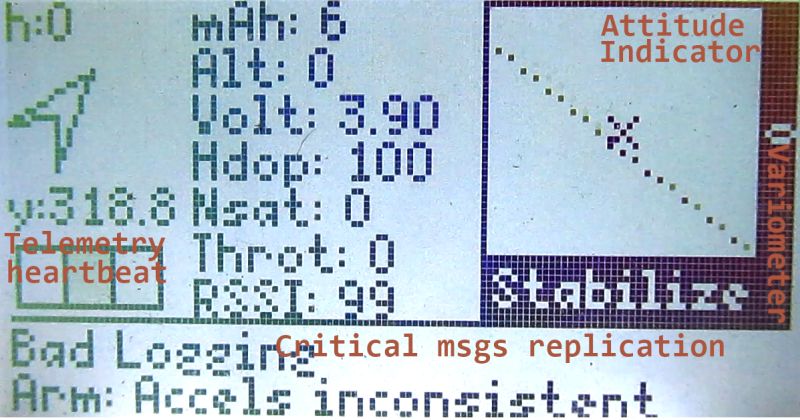 h:0
mAh: 6
Alt: 0
Volt: 3.90
Hdop: 100
y:318.8
Nsat: 0
Throt: 0
RSSI: 99
Attitude
Indicator
0
Variometer
Stabilize
Telemetry
heartbeat
Bad Logging
Critical msgs replication
Arm: Accels inconsistent